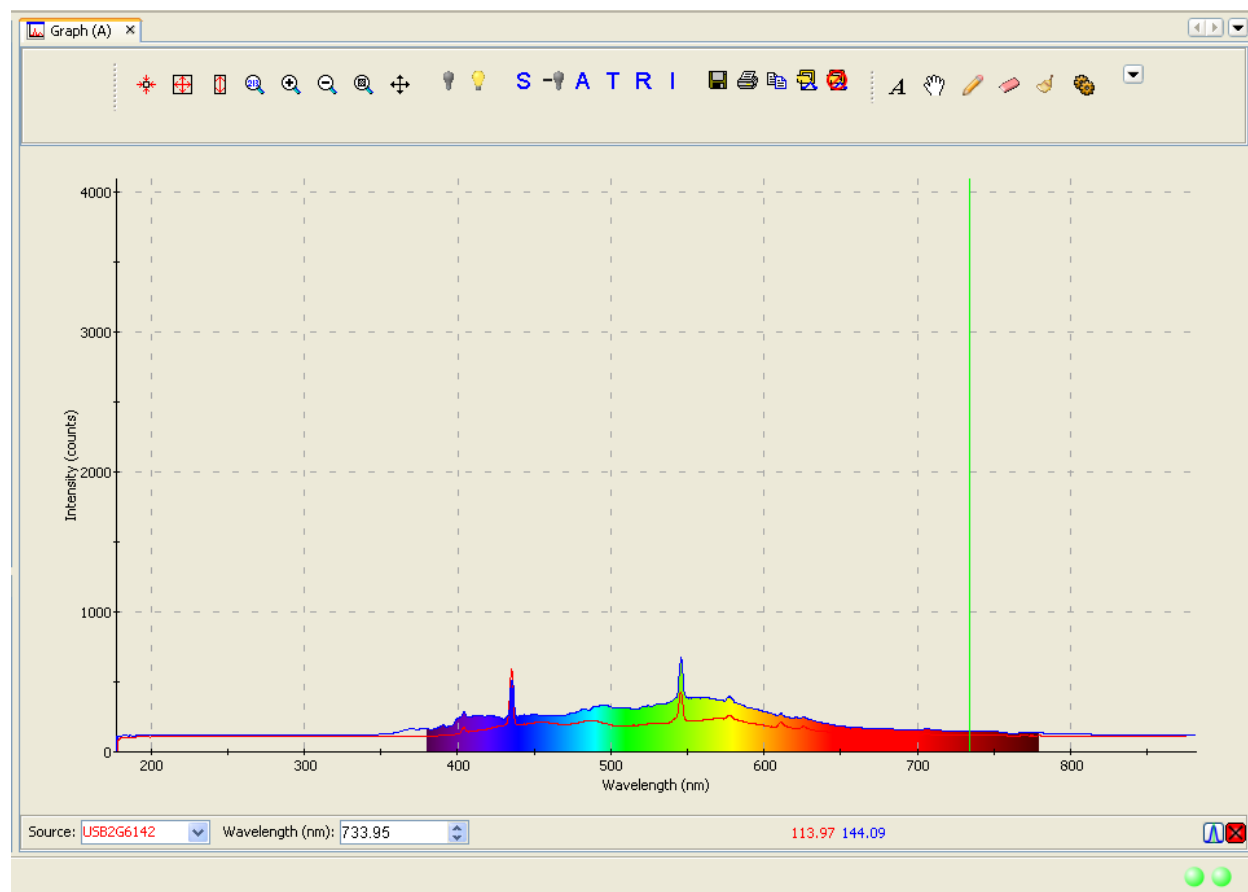 Graph (A)
S A T R I
A
4000
3000
2000
1000
0
Intensity (counts)
200 300 400 500 600 700 800
Wavelength (nm)
Source: USB2G6142 Wavelength (nm): 733.95 113.97 144.09